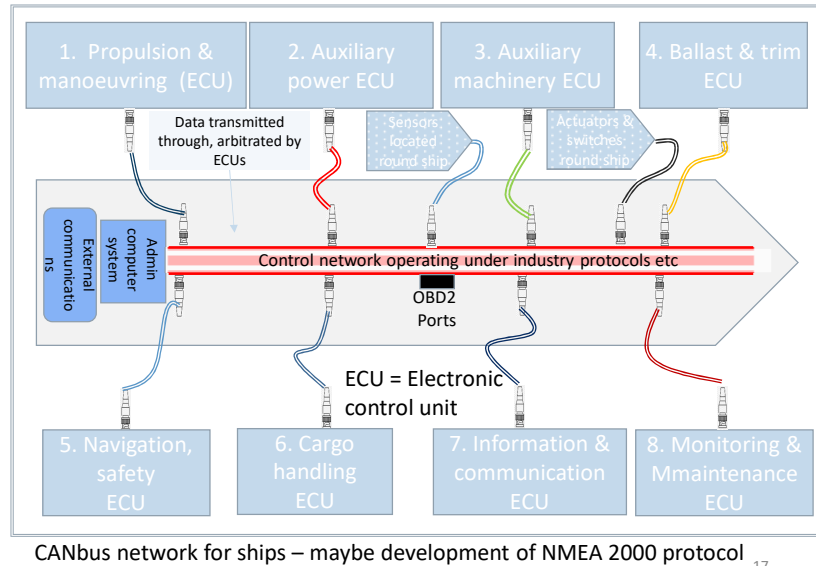 1. Propulsion &
manoeuvring (ECU)
2. Auxiliary
power ECU
3. Auxiliary
machinery ECU
4. Ballast & trim
ECU
Data transmitted
through, arbitrated by
ECUs
Sensors
located
round ship
Actuators &
switches
round ship
External
communicatio
ns
Admin
computer
system
Control network operating under industry protocols etc
OBD2
Ports
ECU = Electronic
control unit
5. Navigation,
safety
ECU
6. Cargo
handling
ECU
7. Information &
communication
ECU
8. Monitoring &
Mmaintenance
ECU
CANbus network for ships – maybe development of NMEA 2000 protocol
17